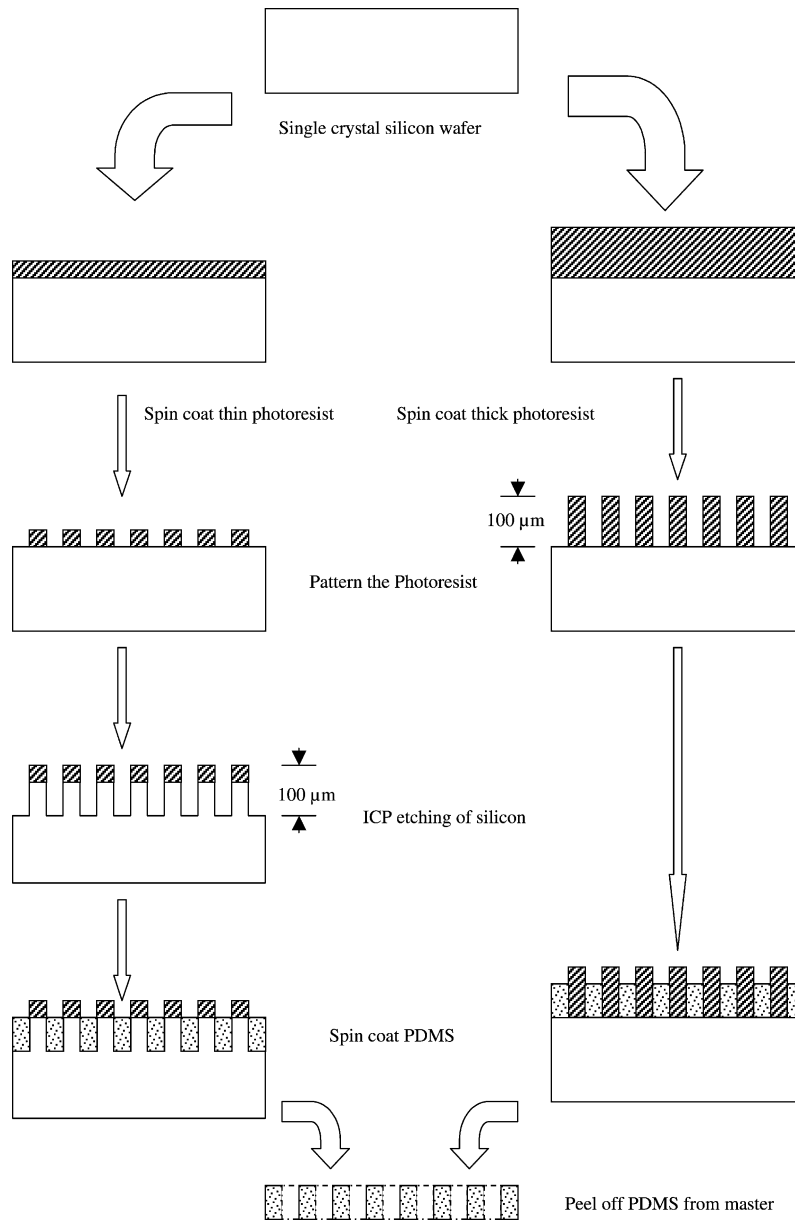 Single crystal silicon wafer
Spin coat thin photoresist
Spin coat thick photoresist
100 µm
Pattern the Photoresist
100 µm
ICP etching of silicon
Spin coat PDMS
Peel off PDMS from master